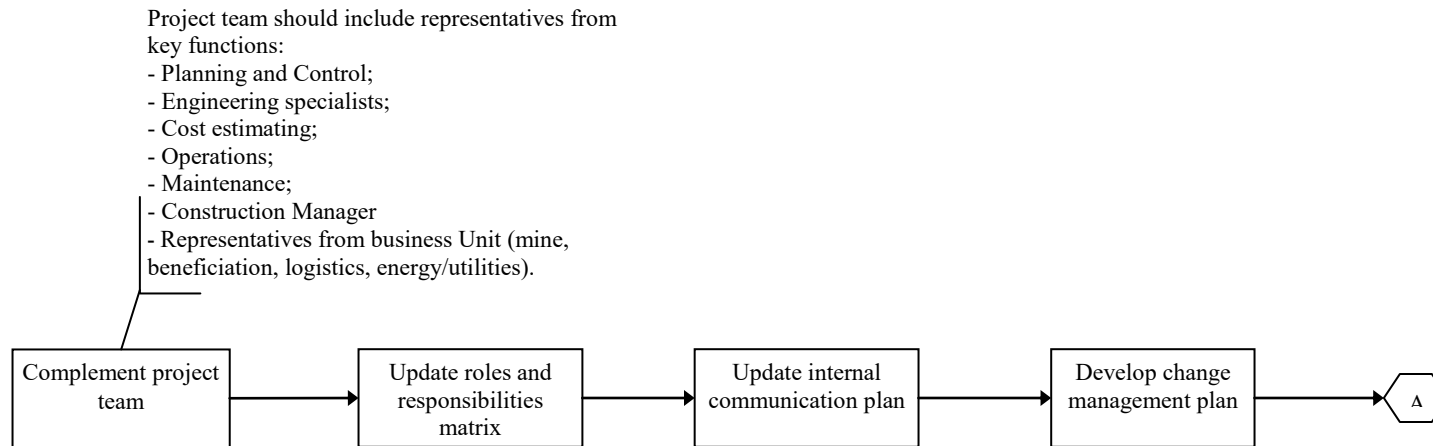 Project team should include representatives from
key functions:
- Planning and Control;
- Engineering specialists;
- Cost estimating;
- Operations;
- Maintenance;
- Construction Manager
- Representatives from business Unit (mine,
beneficiation, logistics, energy/utilities).
Complement project
team
Update roles and
responsibilities
matrix
Update internal
communication plan
Develop change
management plan
A